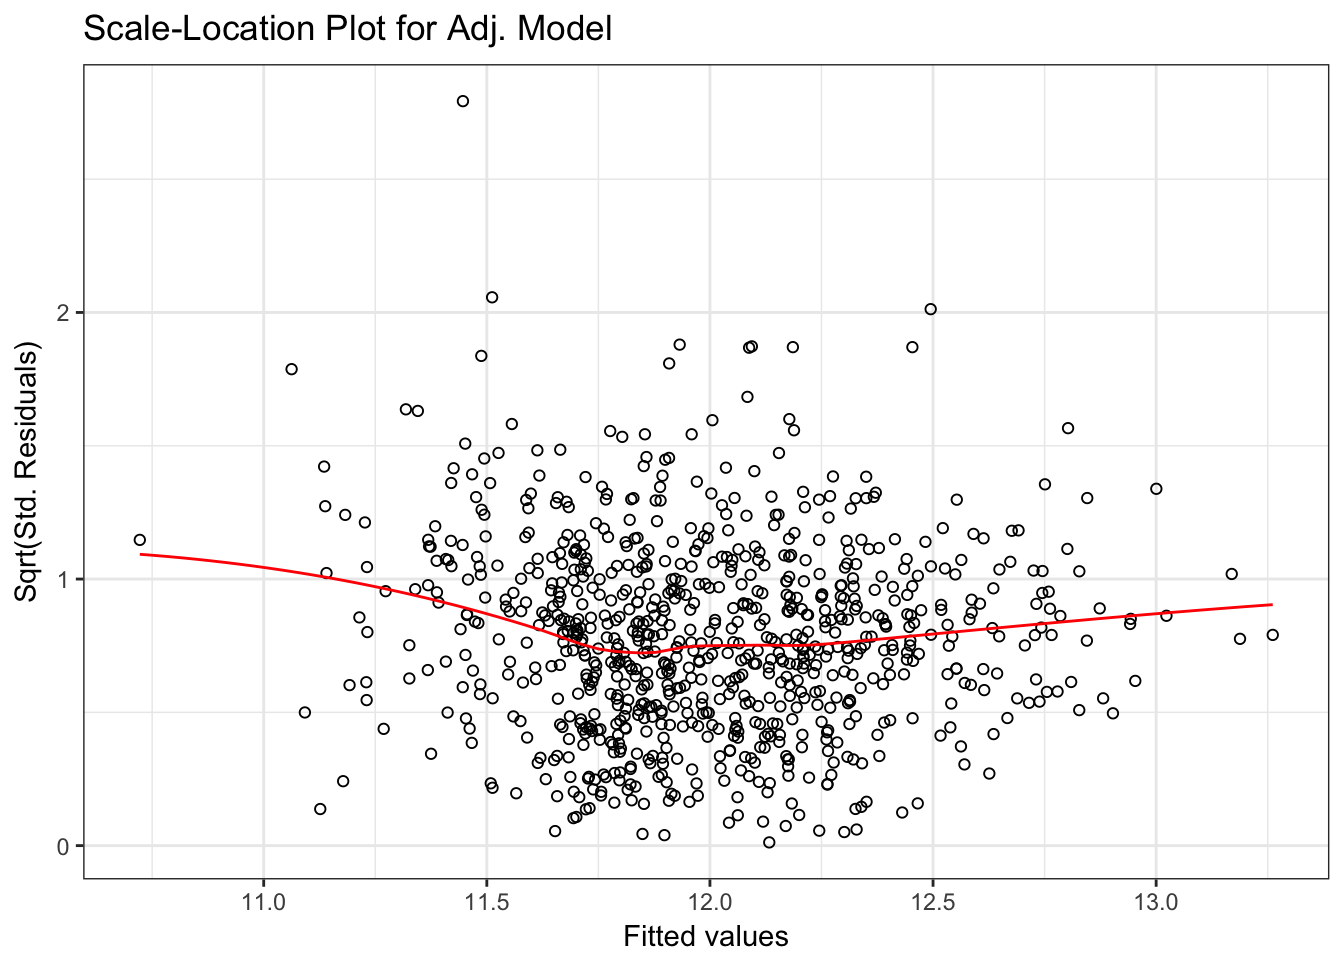 Scale-Location Plot for Adj. Model
Sqrt(Std. Residuals)
2
1
0
11.0 11.5 12.0 12.5 13.0
Fitted values